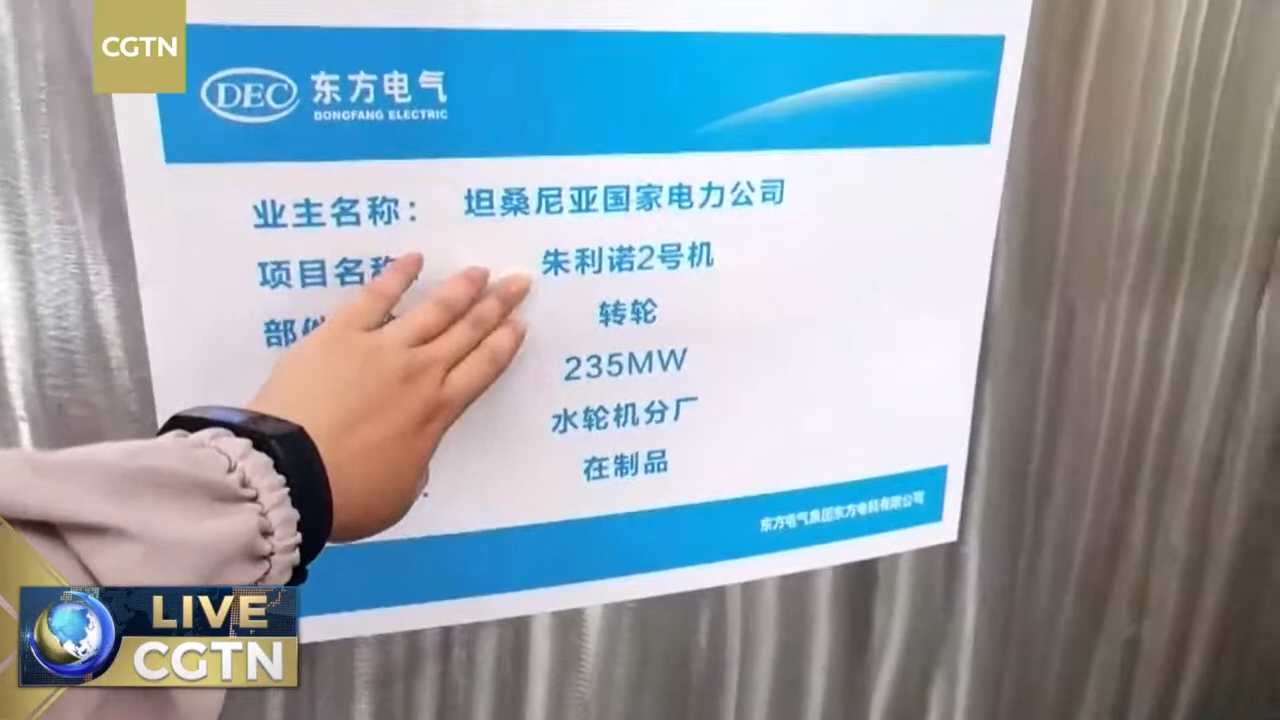 CGTN
DEC 东方电气
DONGFANG ELECTRIC
业主名称： 坦桑尼亚国家电力公司
项目名称： 朱利诺2号机
部件 转轮
235MW
水轮机分厂
在制品
东方电气集团东方电机有限公司
LIVE
CGTN